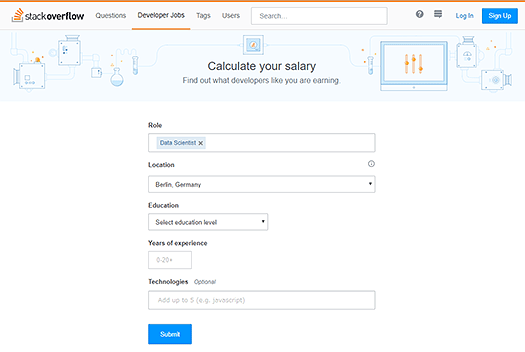 stackoverflow Questions Developer Jobs Tags Users Search... Log In Sign Up
Calculate your salary
Find out what developers like you are earning.
Role
Data Scientist
Location
Berlin, Germany
Education
Select education level
Years of experience
0-20+
Technologies Optional
Add up to 5 (e.g. javascript)
Submit